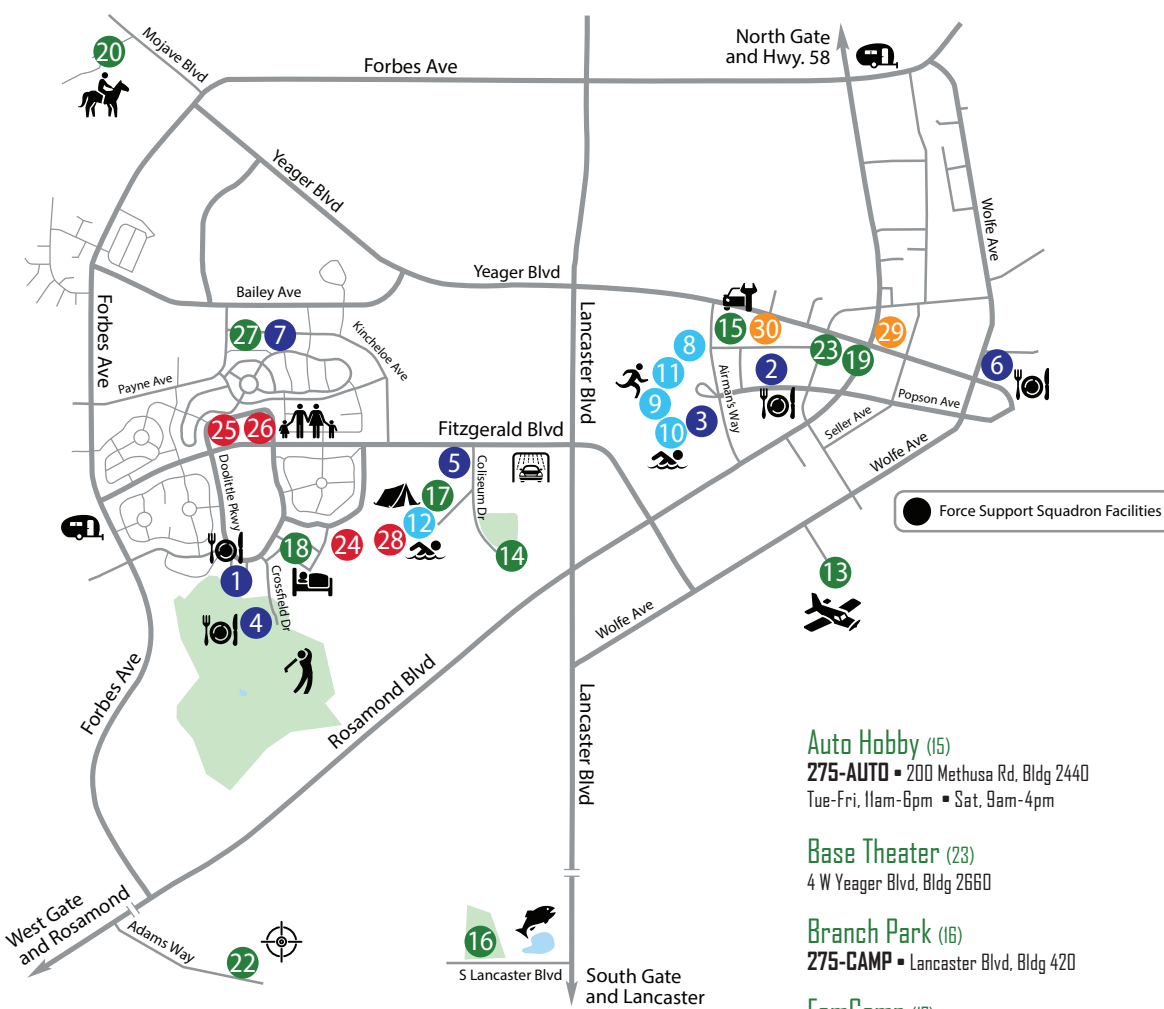 North Gate
and Hwy. 58
20
Mojave Blvd
Forbes Ave
Yeager Blvd
Wolfe Ave
Yeager Blvd
Bailey Ave
Forbes Ave
Lancaster Blvd
Kincheloe Ave
27
7
15
30
29
8
23
19
11
2
6
Payne Ave
Airman's Way
9
3
10
Popson Ave
Seller Ave
25
26
Fitzgerald Blvd
Wolfe Ave
Doolittle Pkwy
5
Coliseum Dr
17
12
Force Support Squadron Facilities
18
24
28
14
1
Crossfield Dr
13
4
Wolfe Ave
Forbes Ave
Rosamond Blvd
Lancaster Blvd
West Gate
and Rosamond
Adams Way
22
16
S Lancaster Blvd
South Gate
and Lancaster
Auto Hobby (15)
275-AUTO ▪ 200 Methusa Rd, Bldg 2440
Tue-Fri, 11am-6pm ▪ Sat, 9am-4pm
Base Theater (23)
4 W Yeager Blvd, Bldg 2660
Branch Park (16)
275-CAMP ▪ Lancaster Blvd, Bldg 420